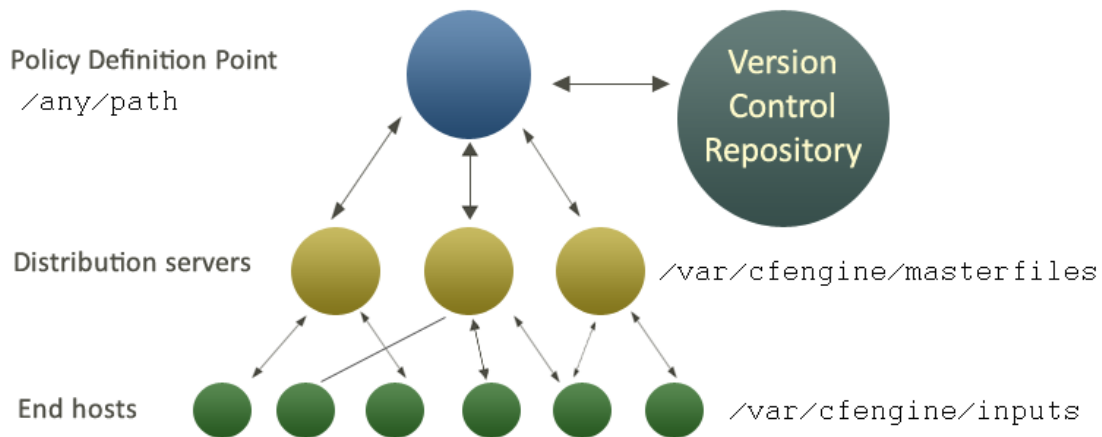 Policy Definition Point
/any/path
Version
Control
Repository
Distribution servers
/var/cfengine/masterfiles
End hosts
/var/cfengine/inputs